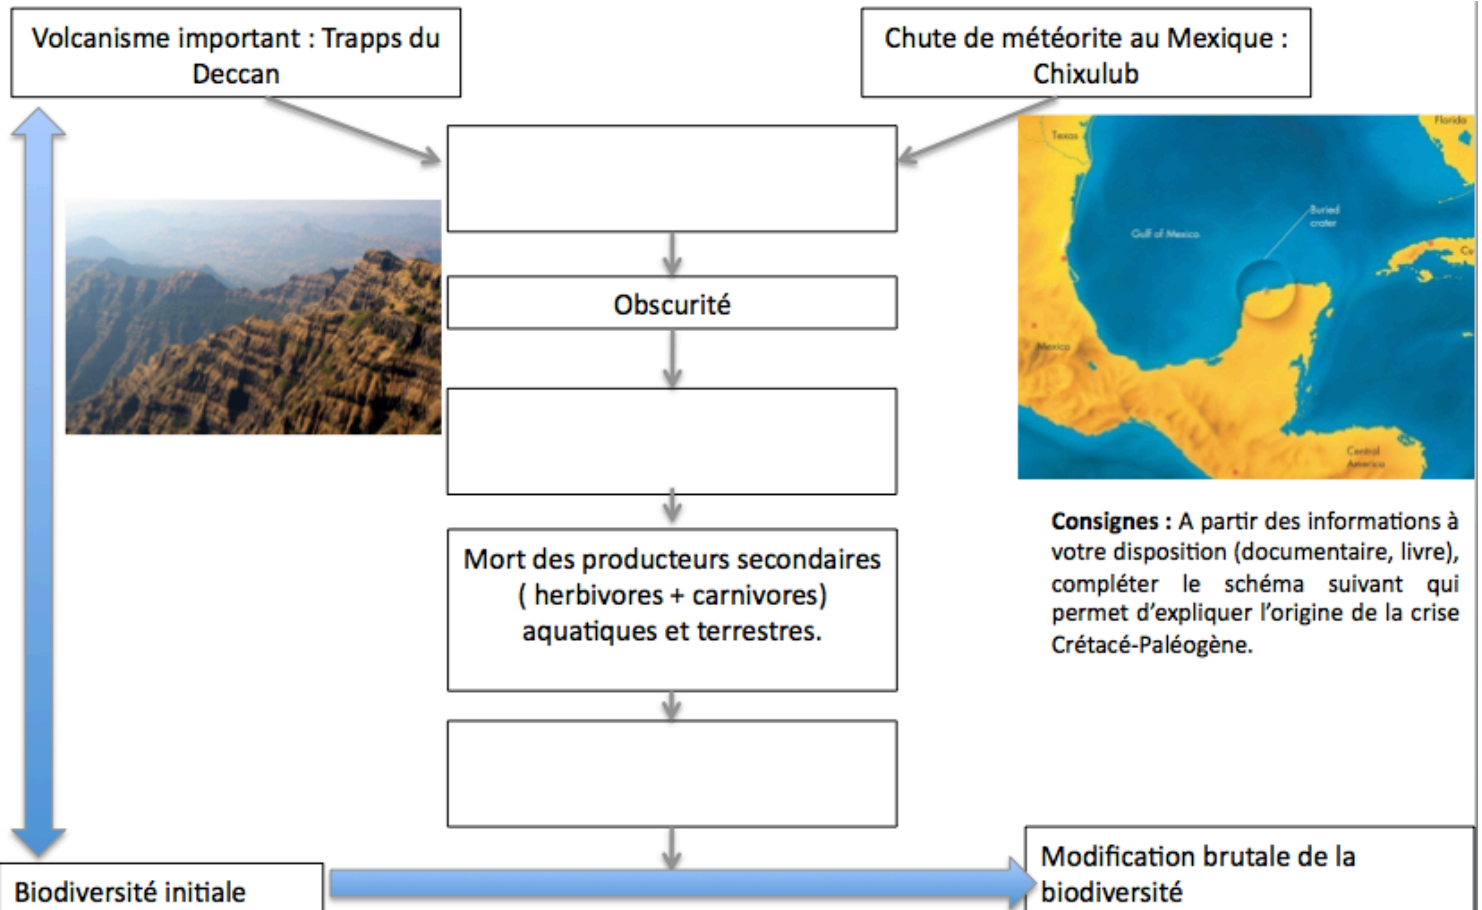 Volcanisme important : Trapps du
Deccan
Chute de météorite au Mexique :
Chixulub
Texas
Florida
Buried
crater
Gulf of Mexico
Obscurité
Mexico
Central
America
Mort des producteurs secondaires
( herbivores + carnivores)
aquatiques et terrestres.
Consignes : A partir des informations à
votre disposition (documentaire, livre),
compléter le schéma suivant qui
permet d'expliquer l'origine de la crise
Crétacé-Paléogène.
Biodiversité initiale
Modification brutale de la
biodiversité